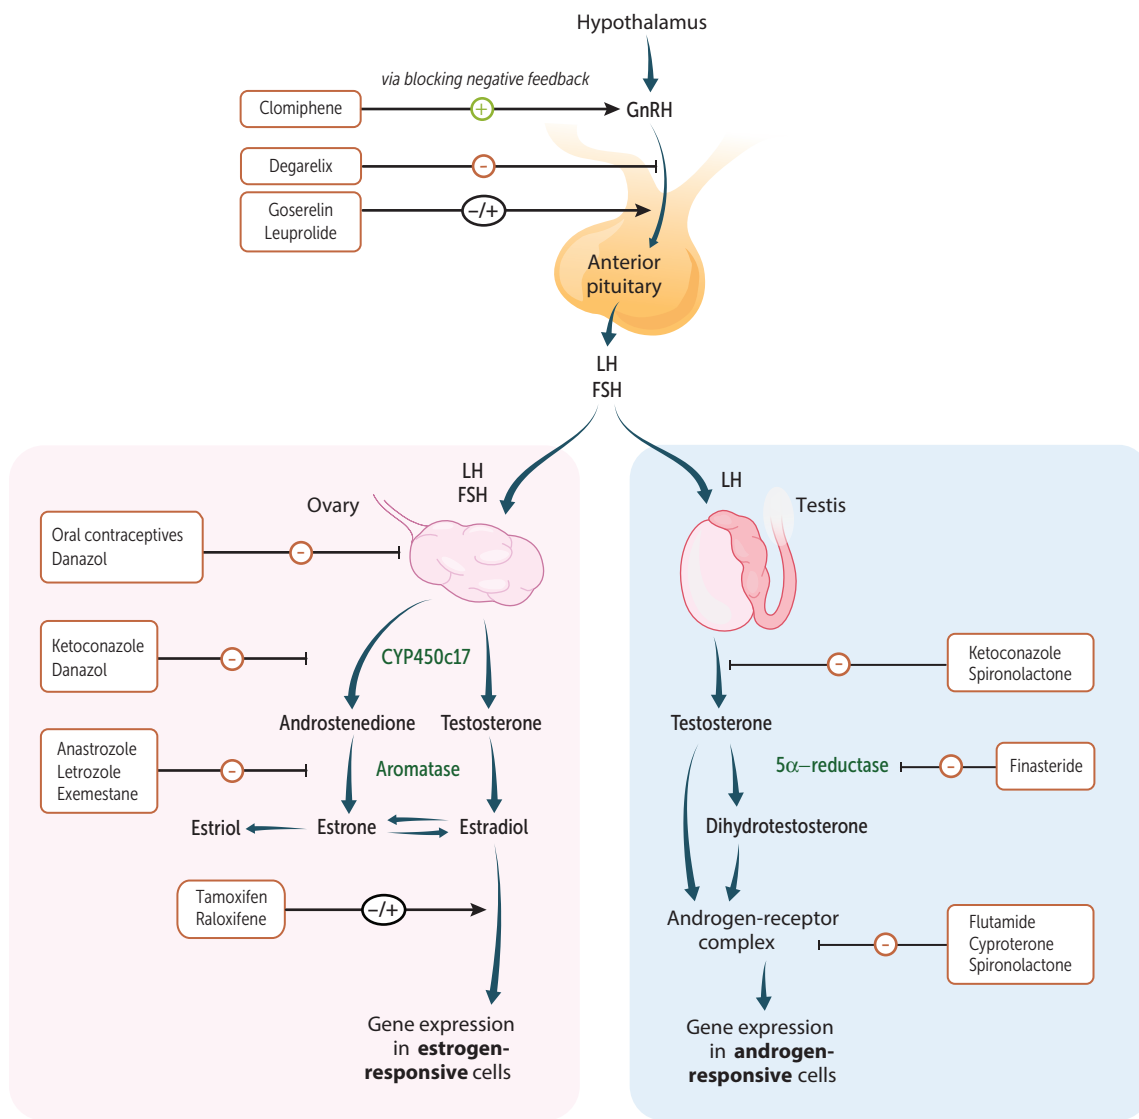 Hypothalamus
via blocking negative feedback
Clomiphene
+
GnRH
Degarelix
-
Goserelin
Leuprolide
−/+
Anterior
pituitary
LH
FSH
LH
FSH
Ovary
Oral contraceptives
Danazol
-
Ketoconazole
Danazol
-
CYP450c17
Androstenedione
Testosterone
Anastrozole
Letrozole
Exemestane
-
Aromatase
Estriol
Estrone
Estradiol
Tamoxifen
Raloxifene
−/+
Gene expression
in estrogen-
responsive cells
LH
Testis
-
Ketoconazole
Spironolactone
Testosterone
5α−reductase
-
Finasteride
Dihydrotestosterone
Androgen-receptor
complex
-
Flutamide
Cyproterone
Spironolactone
Gene expression
in androgen-
responsive cells